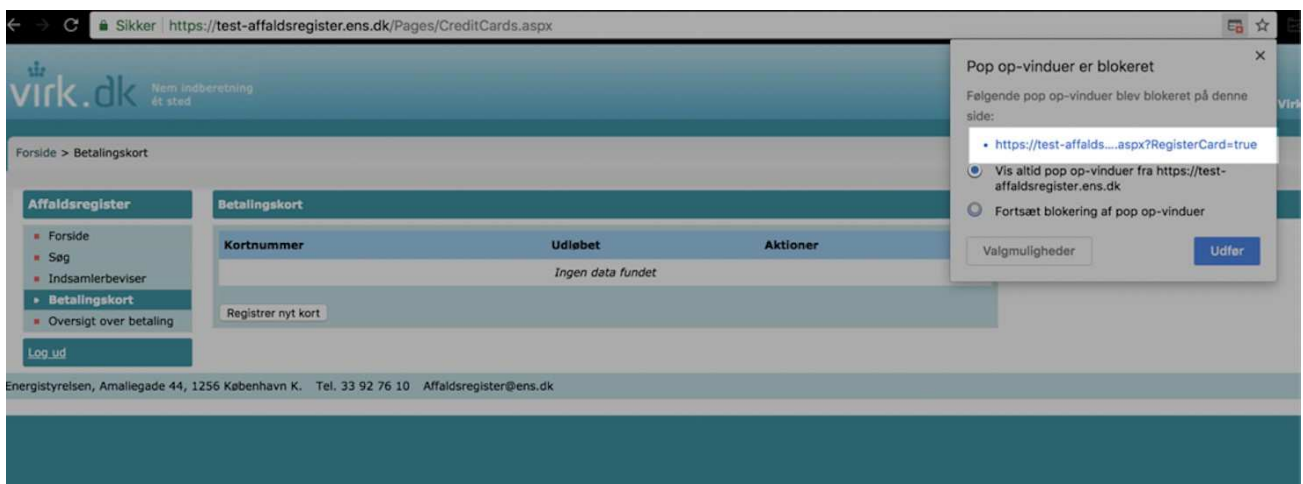 Sikker https://test-affaldsregister.ens.dk/Pages/CreditCards.aspx
virk.dk Nem indberetning
ét sted
Virk
Pop op-vinduer er blokeret
Følgende pop op-vinduer blev blokeret på denne
side:
• https://test-affalds....aspx?RegisterCard=true
Vis altid pop op-vinduer fra https://test-
affaldsregister.ens.dk
Fortsæt blokering af pop op-vinduer
Valgmuligheder Udfør
Forside > Betalingskort
Affaldsregister
Forside
Søg
Indsamlerbeviser
Betalingskort
Oversigt over betaling
Log ud
Betalingskort
Kortnummer Udløbet Aktioner
Ingen data fundet
Registrer nyt kort
Energistyrelsen, Amaliegade 44, 1256 København K. Tel. 33 92 76 10 Affaldsregister@ens.dk